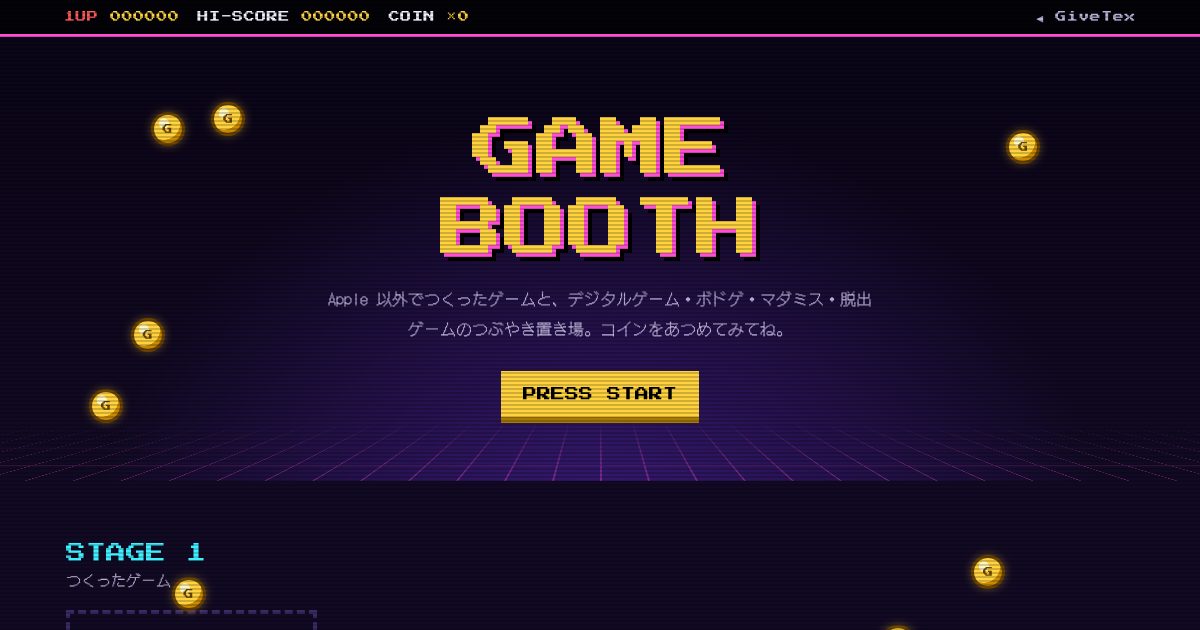 1UP 000000 HI-SCORE 000000 COIN ×0
◂ GiveTex
G
G
G
GAME
BOOTH
Apple 以外でつくったゲームと、デジタルゲーム・ボドゲ・マダミス・脱出
ゲームのつぶやき置き場。コインをあつめてみてね。
G
PRESS START
G
STAGE 1
つくったゲーム
G
G